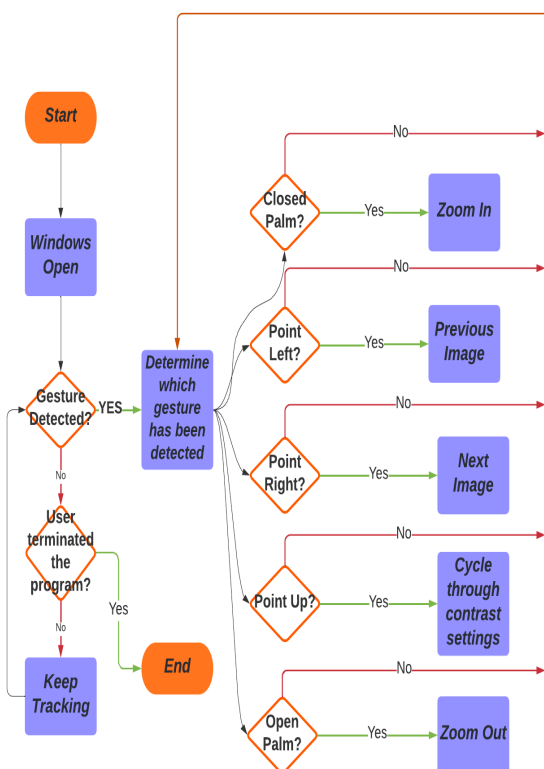 Start
Windows
Open
Gesture
Detected?
YES
No
User
terminated
the
program?
Yes
No
End
Keep
Tracking
Determine
which
gesture
has been
detected
No
Closed
Palm?
Yes
Zoom In
No
Point
Left?
Yes
Previous
Image
No
Point
Right?
Yes
Next
Image
No
Point Up?
Yes
Cycle
through
contrast
settings
No
Open
Palm?
Yes
Zoom Out